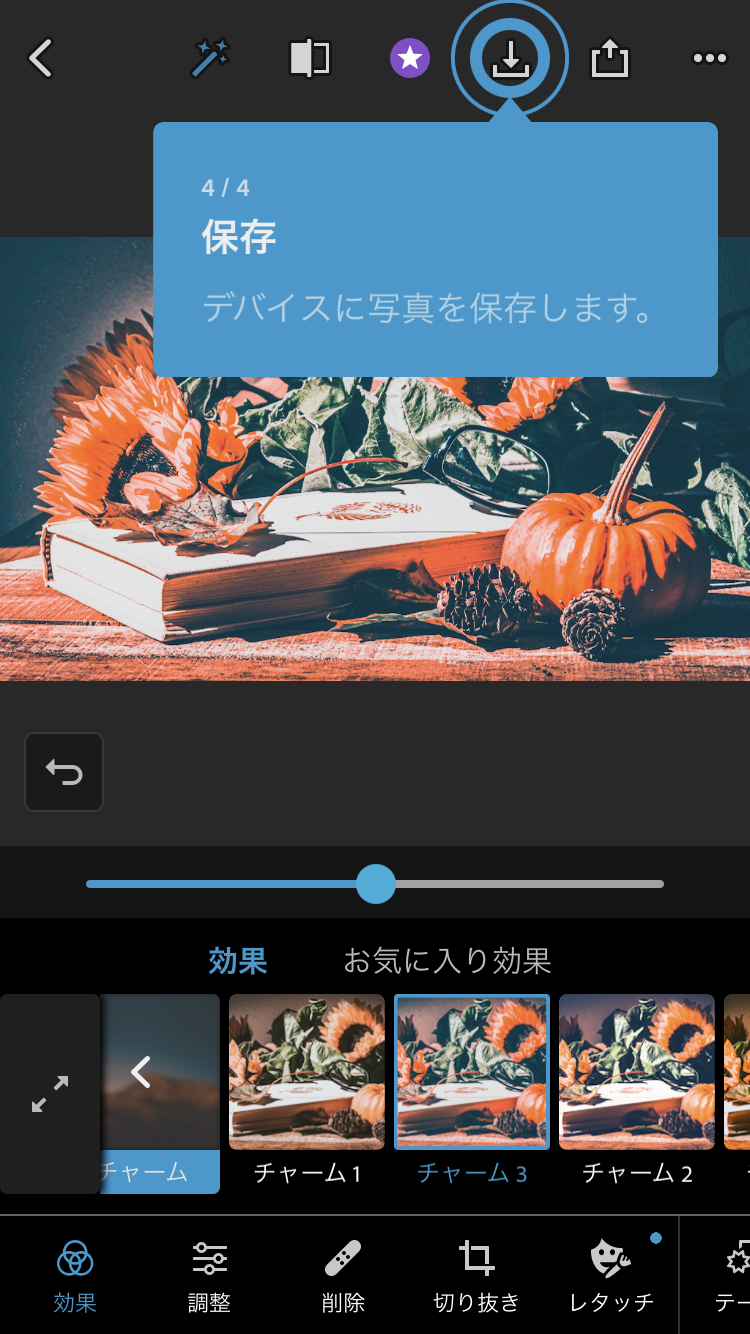 4 / 4
保存
デバイスに写真を保存します。
効果 お気に入り効果
チャーム チャーム 1 チャーム 3 チャーム 2
効果 調整 削除 切り抜き レタッチ テー